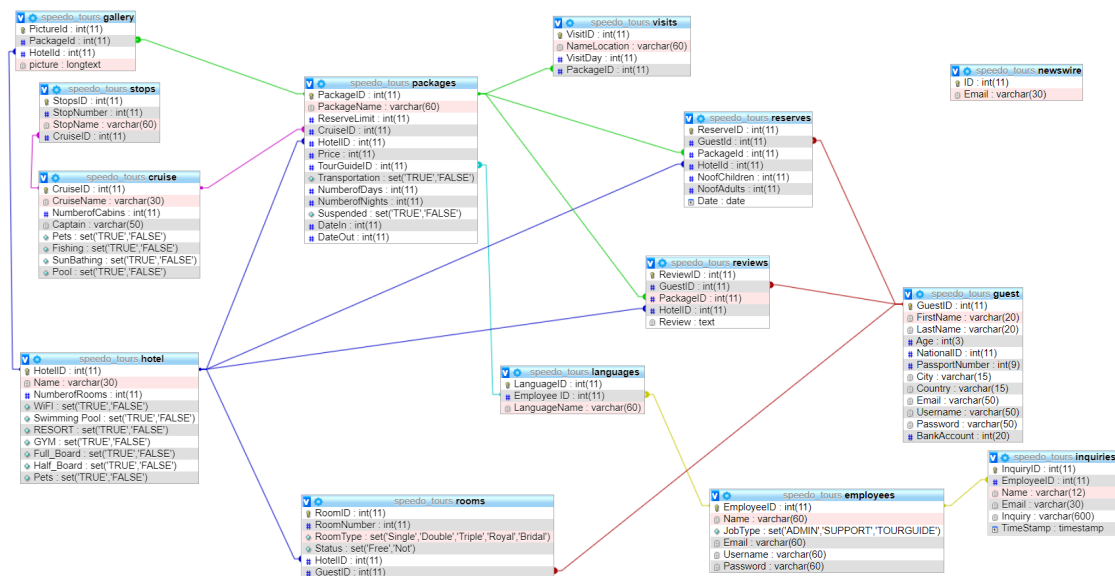 speedo_tours gallery
PictureId : int(11)
PackageId : int(11)
HotelId : int(11)
picture : longtext
speedo_tours stops
StopsID : int(11)
StopNumber : int(11)
StopName : varchar(60)
CruiseID : int(11)
speedo_tours cruise
CruiseID : int(11)
CruiseName : varchar(30)
NumberofCabins : int(11)
Captain : varchar(50)
Pets : set('TRUE','FALSE')
Fishing : set('TRUE','FALSE')
SunBathing : set('TRUE','FALSE')
Pool : set('TRUE','FALSE')
speedo_tours hotel
HotelID : int(11)
Name : varchar(30)
NumberofRooms : int(11)
WiFI : set('TRUE','FALSE')
Swimming Pool : set('TRUE','FALSE')
RESORT : set('TRUE','FALSE')
GYM : set('TRUE','FALSE')
Full_Board : set('TRUE','FALSE')
Half_Board : set('TRUE','FALSE')
Pets : set('TRUE','FALSE')
speedo_tours packages
PackageID : int(11)
PackageName : varchar(60)
ReserveLimit : int(11)
CruiseID : int(11)
HotelID : int(11)
Price : int(11)
TourGuideID : int(11)
Transportation : set('TRUE','FALSE')
NumberofDays : int(11)
NumberofNights : int(11)
Suspended : set('TRUE','FALSE')
DateIn : int(11)
DateOut : int(11)
speedo_tours rooms
RoomID : int(11)
RoomNumber : int(11)
RoomType : set('Single','Double','Triple','Royal','Bridal')
Status : set('Free','Not')
HotelID : int(11)
GuestID : int(11)
speedo_tours visits
VisitID : int(11)
NameLocation : varchar(60)
VisitDay : int(11)
PackageID : int(11)
speedo_tours reserves
ReserveID : int(11)
GuestId : int(11)
PackageId : int(11)
HotelId : int(11)
NoofChildren : int(11)
NoofAdults : int(11)
Date : date
speedo_tours reviews
ReviewID : int(11)
GuestID : int(11)
PackageID : int(11)
HotelID : int(11)
Review : text
speedo_tours languages
LanguageID : int(11)
Employee ID : int(11)
LanguageName : varchar(60)
speedo_tours employees
EmployeeID : int(11)
Name : varchar(60)
JobType : set('ADMIN','SUPPORT','TOURGUIDE')
Email : varchar(60)
Username : varchar(60)
Password : varchar(60)
speedo_tours newswire
ID : int(11)
Email : varchar(30)
speedo_tours guest
GuestID : int(11)
FirstName : varchar(20)
LastName : varchar(20)
Age : int(3)
NationalID : int(11)
PassportNumber : int(9)
City : varchar(15)
Country : varchar(15)
Email : varchar(50)
Username : varchar(50)
Password : varchar(50)
BankAccount : int(20)
speedo_tours inquiries
InquiryID : int(11)
EmployeeID : int(11)
Name : varchar(12)
Email : varchar(30)
Inquiry : varchar(600)
TimeStamp : timestamp